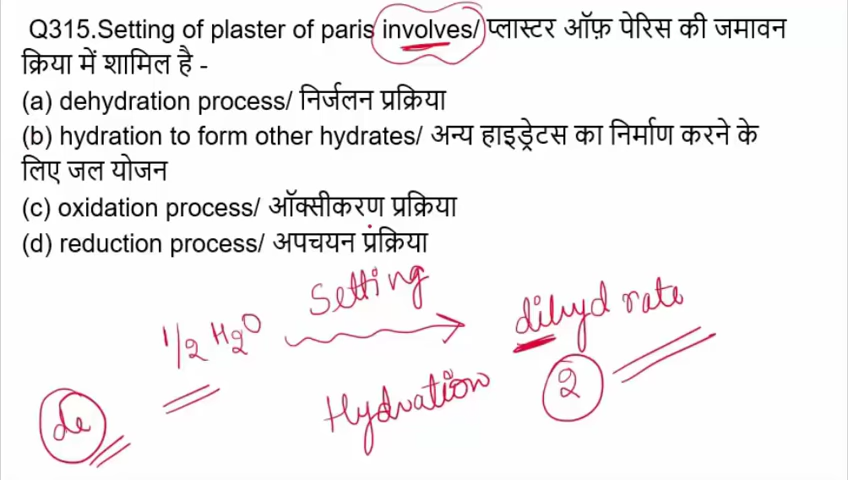 Q315.Setting of plaster of paris involves/ प्लास्टर ऑफ़ पेरिस की जमावन
क्रिया में शामिल है -
(a) dehydration process/ निर्जलन प्रक्रिया
(b) hydration to form other hydrates/ अन्य हाइड्रेटस का निर्माण करने के
लिए जल योजन
(c) oxidation process/ ऑक्सीकरण प्रक्रिया
(d) reduction process/ अपचयन प्रक्रिया
Setting
1/2 H2O dihydrate
Hydration 2
de